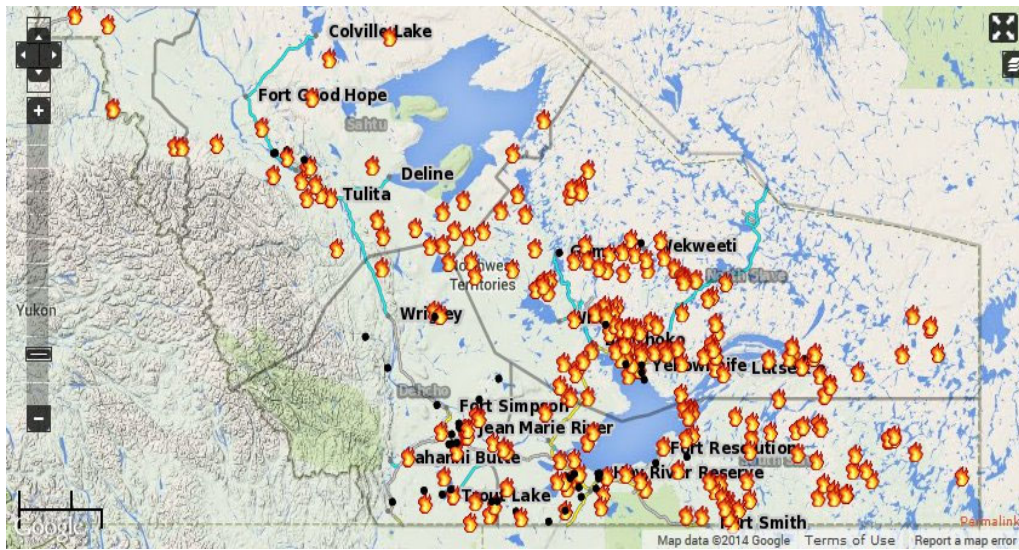 Colville Lake
Fort Good Hope
Sahtu
Deline
Tulita
Wekweeti
North Slave
Northwest
Territories
Yukon
Wrigley
Yellowknife
Dehcho
Fort Simpson
Jean Marie River
Fort Resolution
Nahanni Butte
Hay River Reserve
Trout Lake
Fort Smith
Permalink
Google
Map data ©2014 Google Terms of Use Report a map error